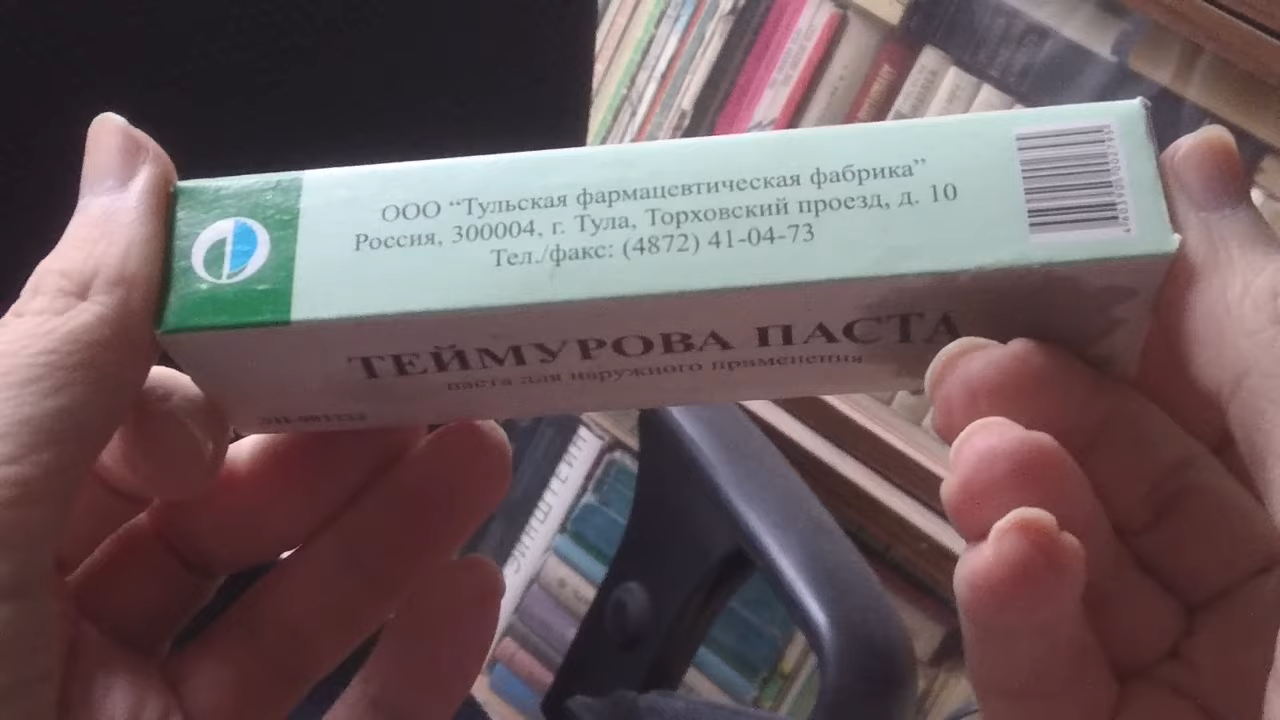 ООО “Тульская фармацевтическая фабрика”
Россия, 300004, г. Тула, Торховский проезд, д. 10
Тел./факс: (4872) 41-04-73
ТЕЙМУРОВА ПАСТА
паста для наружного применения
ЭЙНШТЕЙН